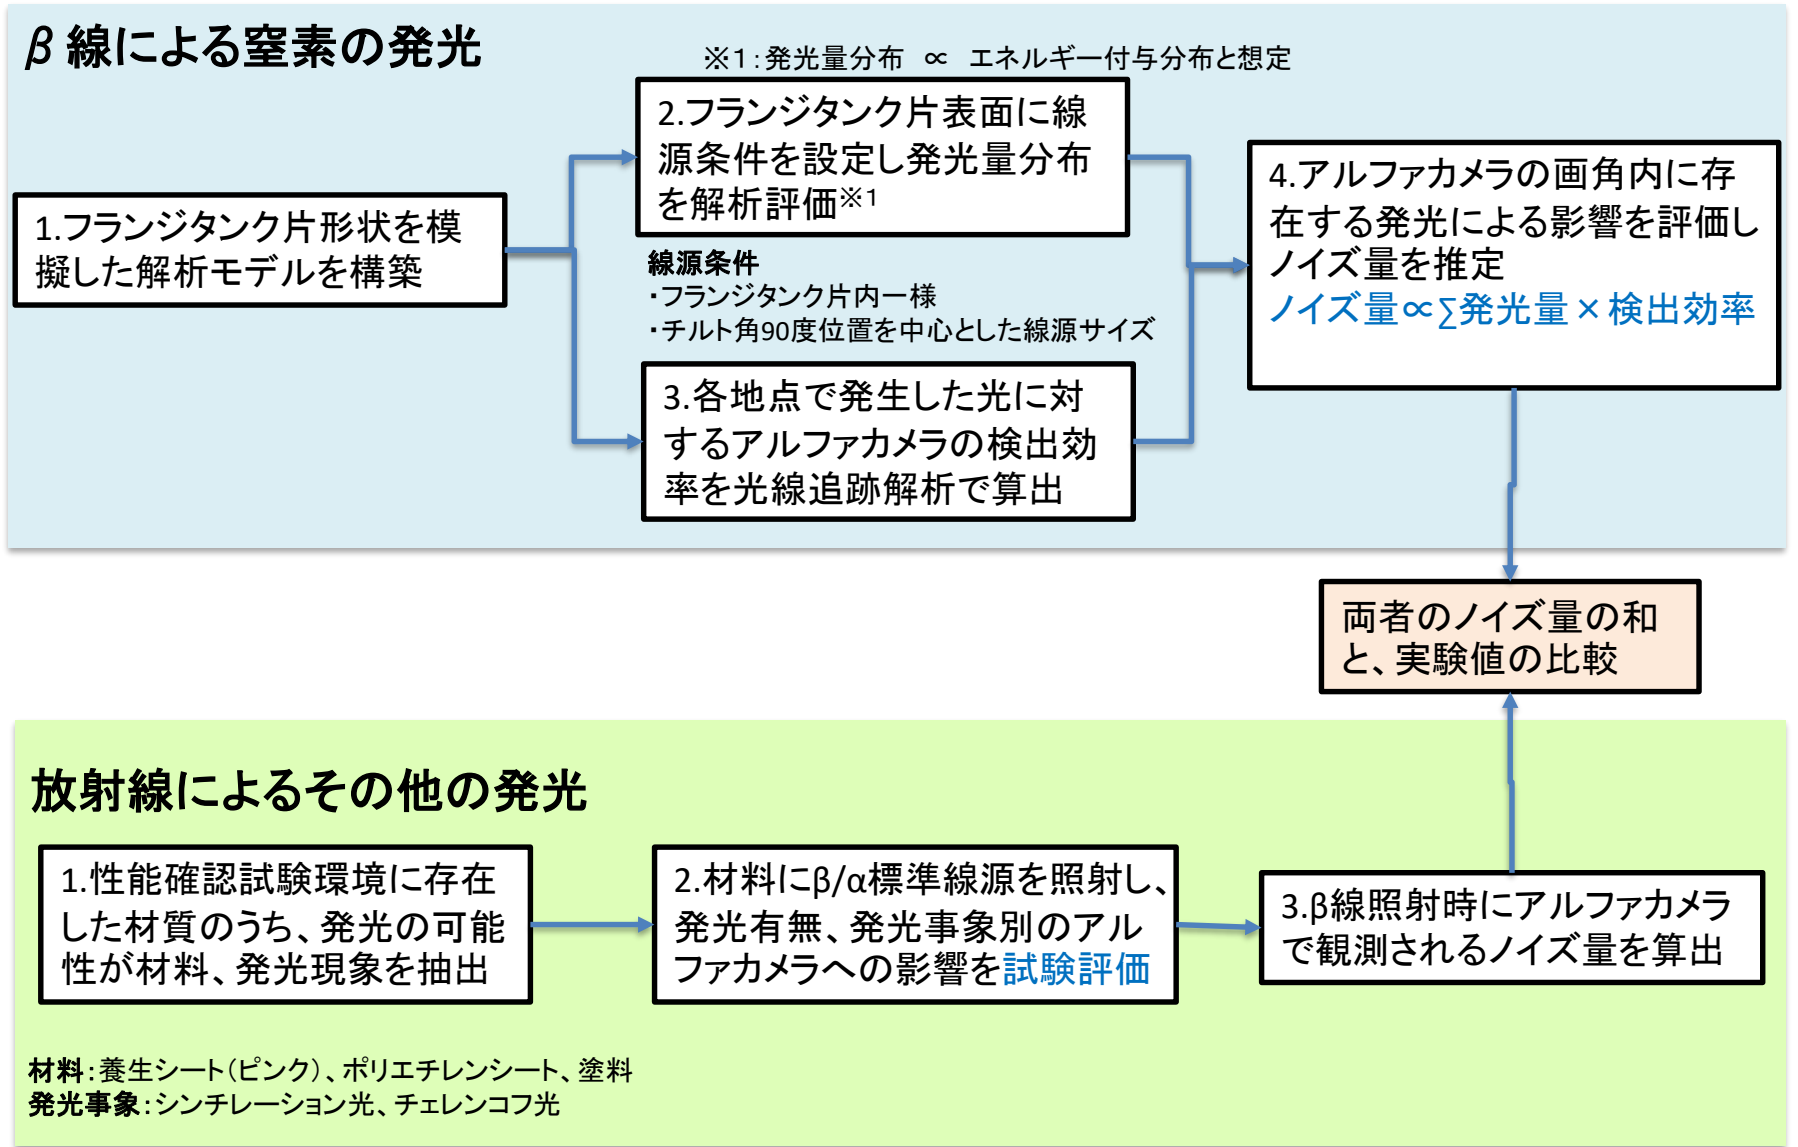 β線による窒素の発光
※1:発光量分布 ∝ エネルギー付与分布と想定
1.フランジタンク片形状を模
擬した解析モデルを構築
2.フランジタンク片表面に線
源条件を設定し発光量分布
を解析評価※1
線源条件
・フランジタンク片内一様
・チルト角90度位置を中心とした線源サイズ
3.各地点で発生した光に対
するアルファカメラの検出効
率を光線追跡解析で算出
4.アルファカメラの画角内に存
在する発光による影響を評価し
ノイズ量を推定
ノイズ量∝∑発光量×検出効率
両者のノイズ量の和
と、実験値の比較
放射線によるその他の発光
1.性能確認試験環境に存在
した材質のうち、発光の可能
性が材料、発光現象を抽出
2.材料にβ/α標準線源を照射し、
発光有無、発光事象別のアル
ファカメラへの影響を試験評価
3.β線照射時にアルファカメラ
で観測されるノイズ量を算出
材料:養生シート(ピンク)、ポリエチレンシート、塗料
発光事象:シンチレーション光、チェレンコフ光